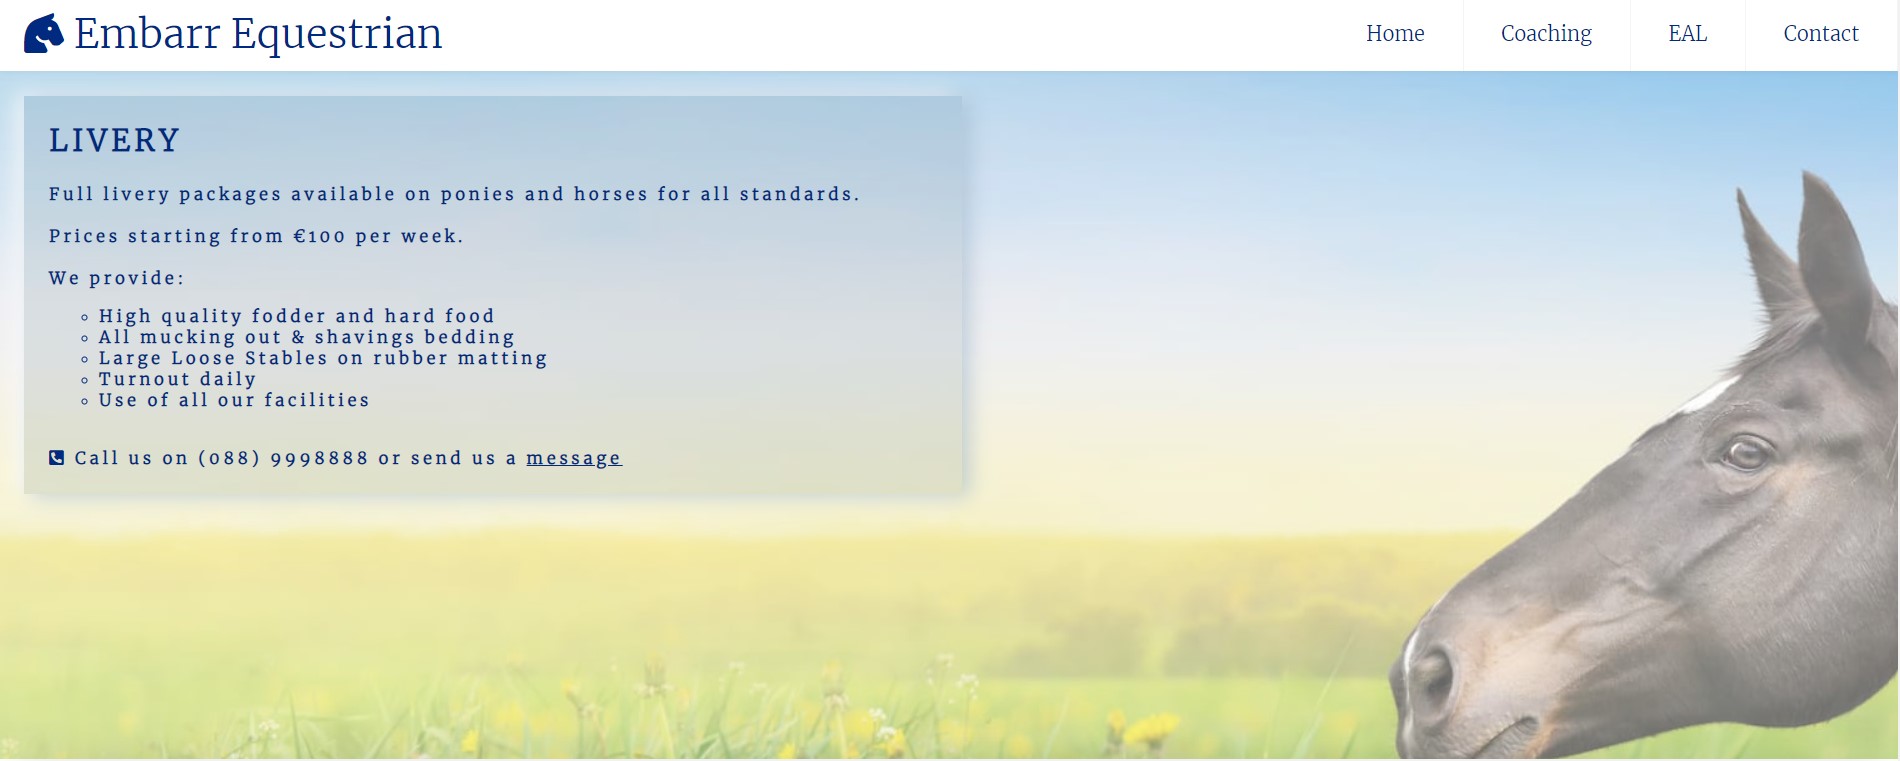 Embarr Equestrian
Home
Coaching
EAL
Contact
LIVERY
Full livery packages available on ponies and horses for all standards.
Prices starting from €100 per week.
We provide:
High quality fodder and hard food
All mucking out & shavings bedding
Large Loose Stables on rubber matting
Turnout daily
Use of all our facilities
Call us on (088) 9998888 or send us a message